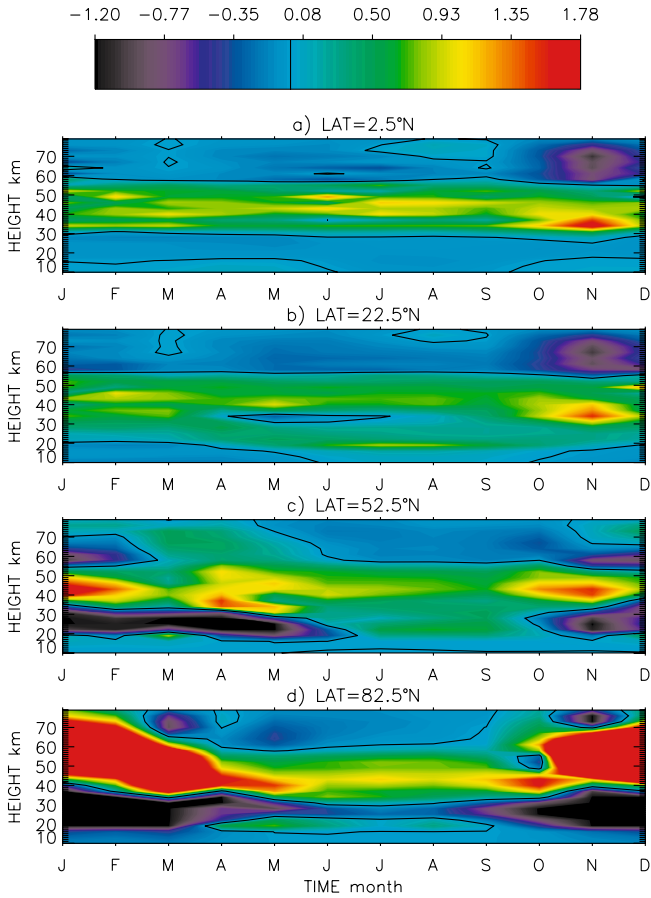 −1.20 −0.77 −0.35 0.08 0.50 0.93 1.35 1.78
a) LAT=2.5°N
HEIGHT km
70
60
50
40
30
20
10
J F M A M J J A S O N D
b) LAT=22.5°N
HEIGHT km
70
60
50
40
30
20
10
J F M A M J J A S O N D
c) LAT=52.5°N
HEIGHT km
70
60
50
40
30
20
10
J F M A M J J A S O N D
d) LAT=82.5°N
HEIGHT km
70
60
50
40
30
20
10
J F M A M J J A S O N D
TIME month